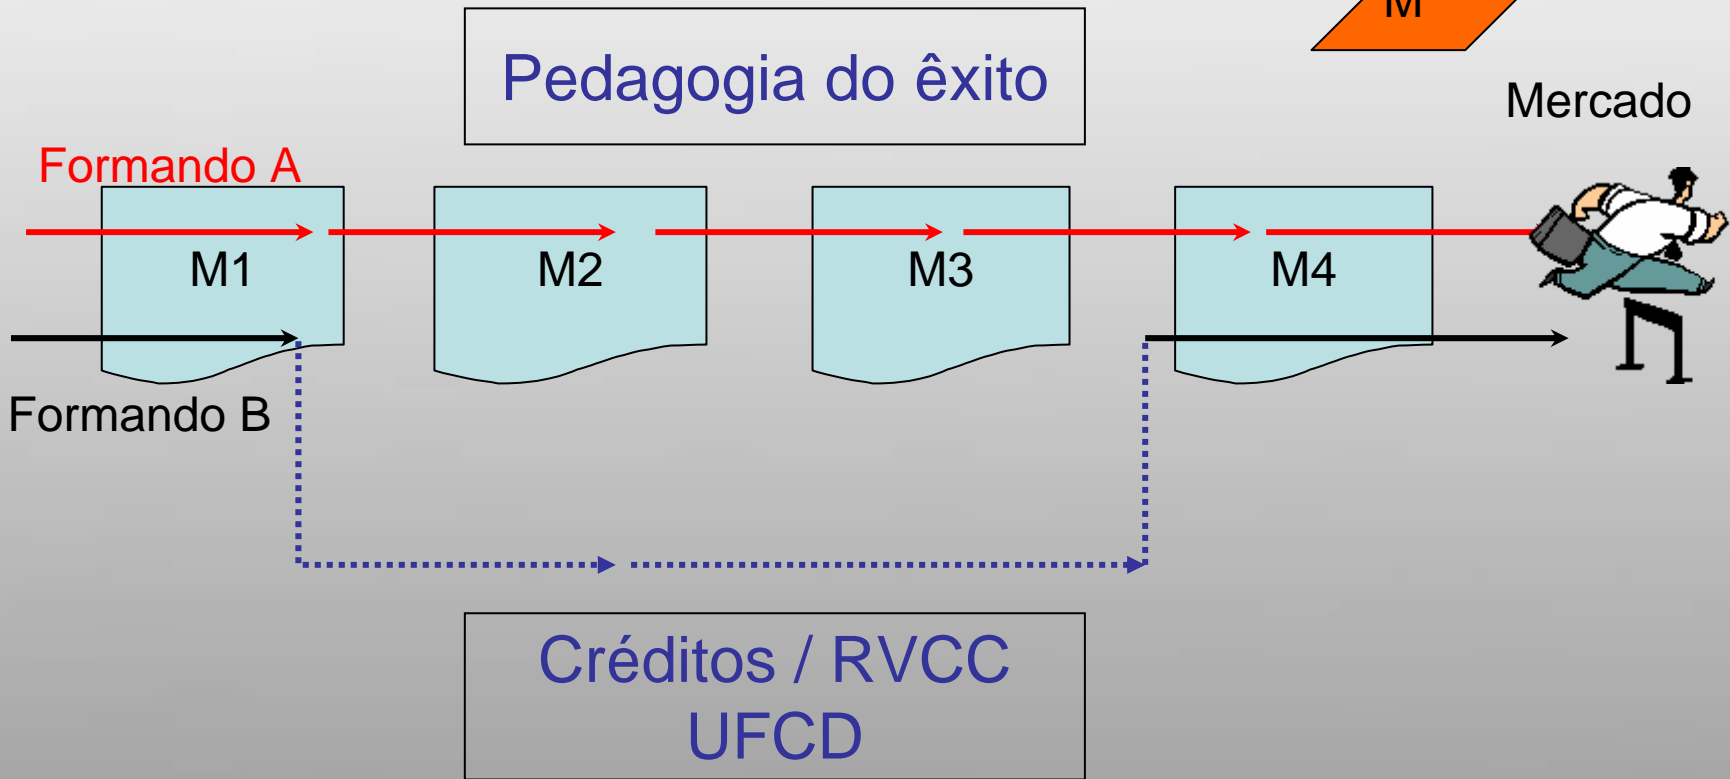 M
Pedagogia do êxito
Mercado
Formando A
M1
M2
M3
M4
Formando B
Créditos / RVCC
UFCD